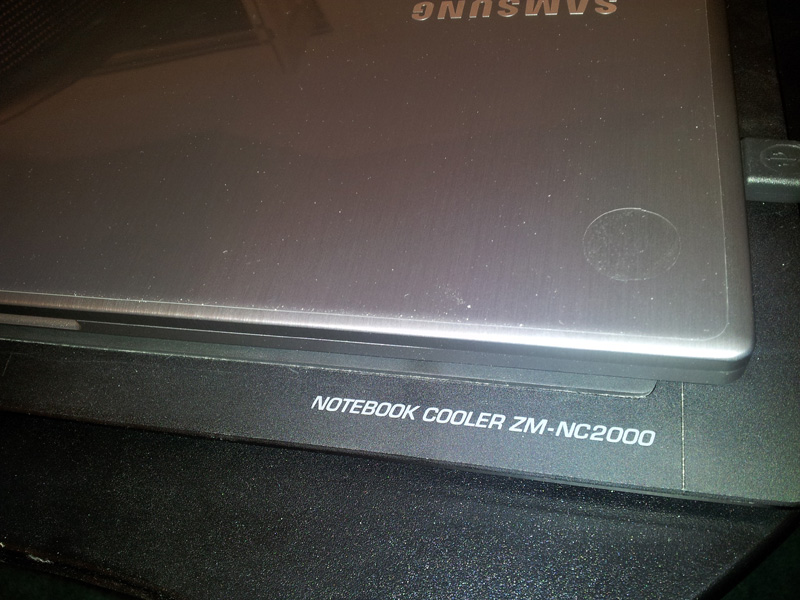 SAMSUNG
NOTEBOOK COOLER ZM-NC2000